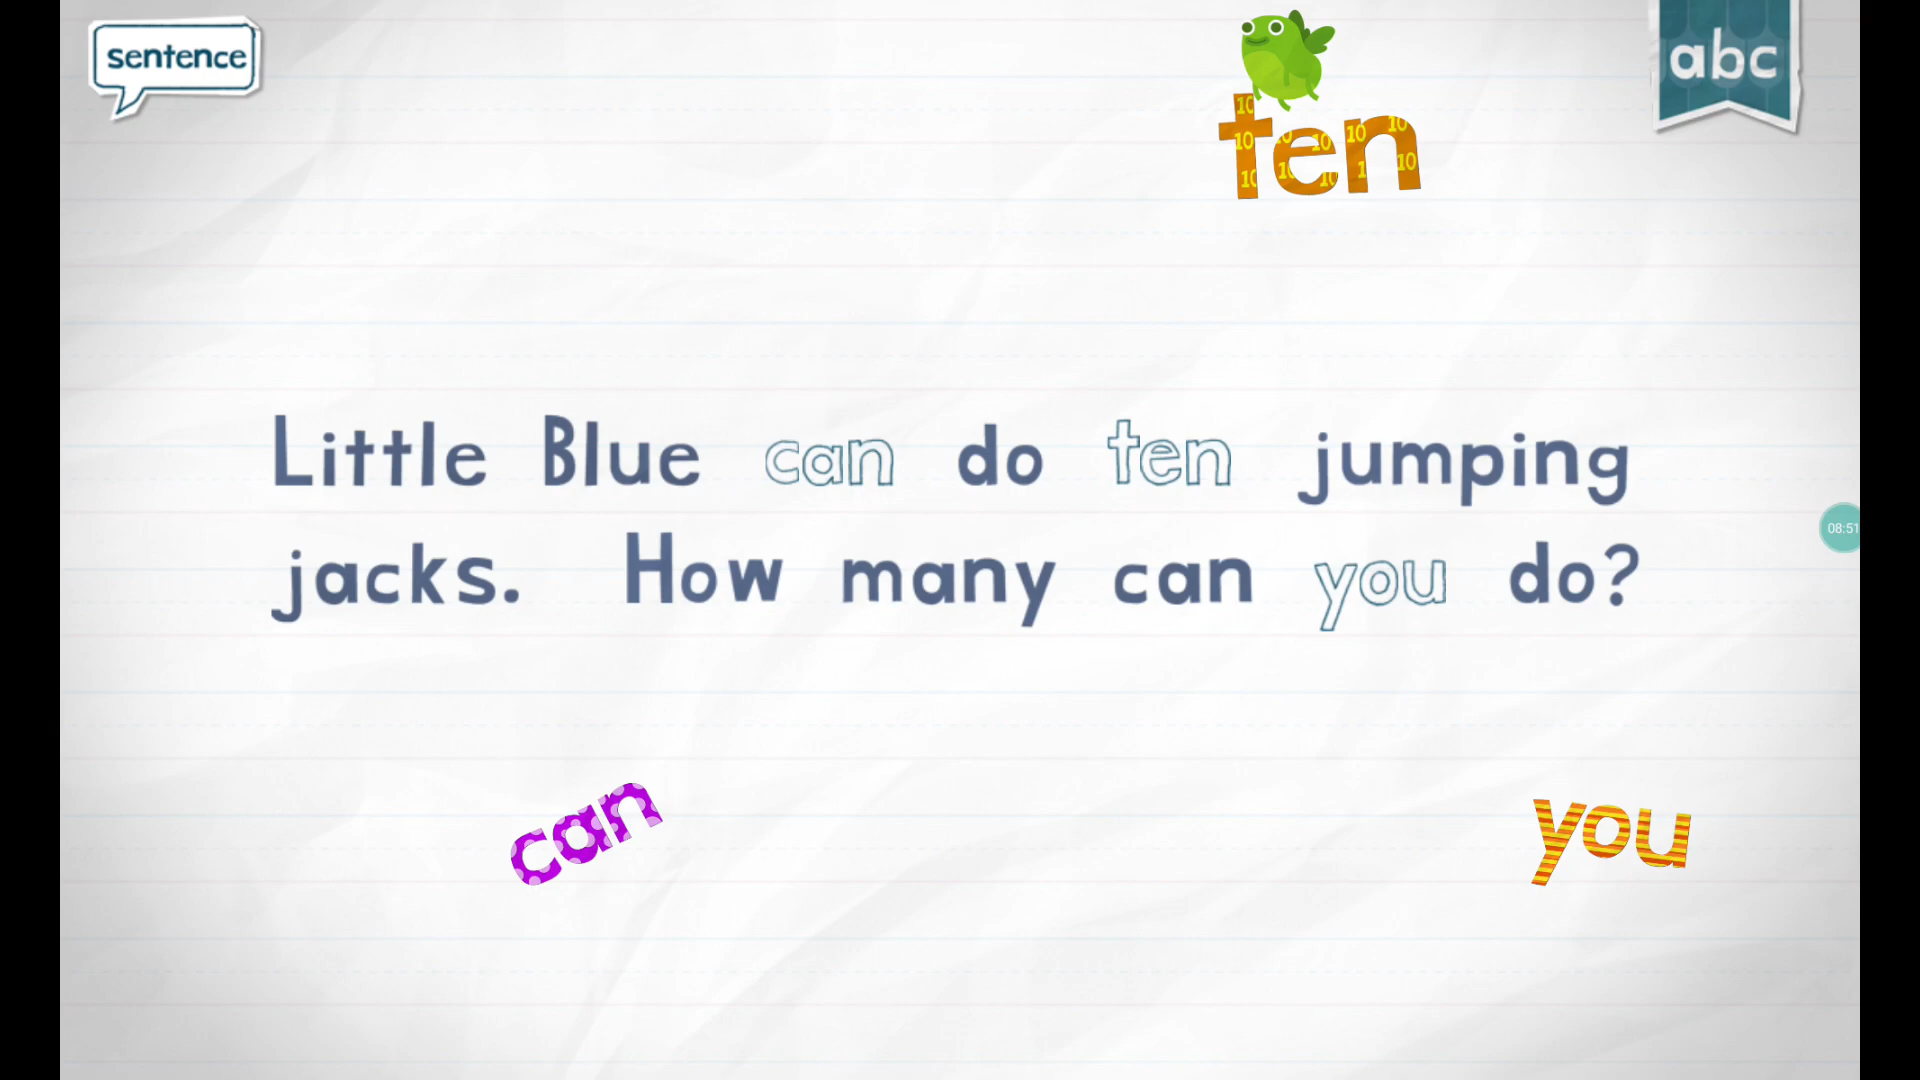 sentence
abc
ten
Little Blue can do ten jumping
jacks. How many can you do?
08:51
can
you